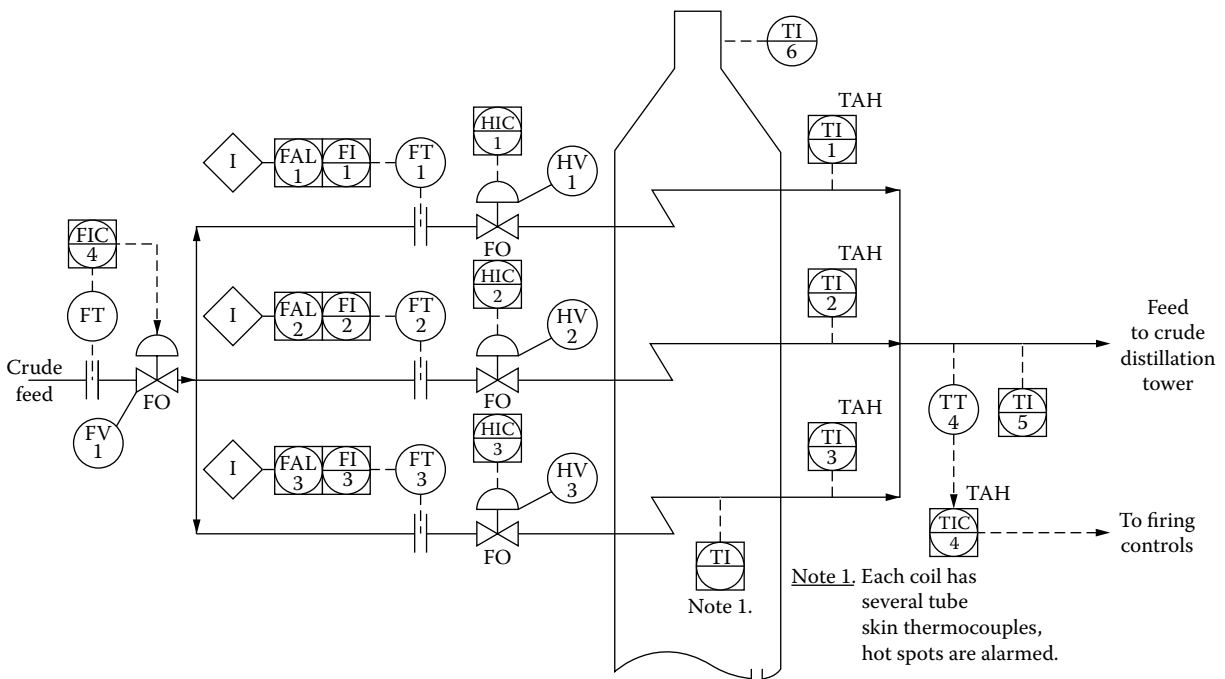 TI
6
TAH
TI
1
HIC
1
HV
1
I
FAL
1
FI
1
FT
1
FO
FIC
4
FT
Crude
feed
FO
FV
1
HIC
2
HV
2
I
FAL
2
FI
2
FT
2
FO
TAH
TI
2
Feed
to crude
distillation
tower
TT
4
TI
5
HIC
3
HV
3
I
FAL
3
FI
3
FT
3
FO
TAH
TI
3
TAH
TIC
4
To firing
controls
TI
Note 1.
Note 1. Each coil has
several tube
skin thermocouples,
hot spots are alarmed.